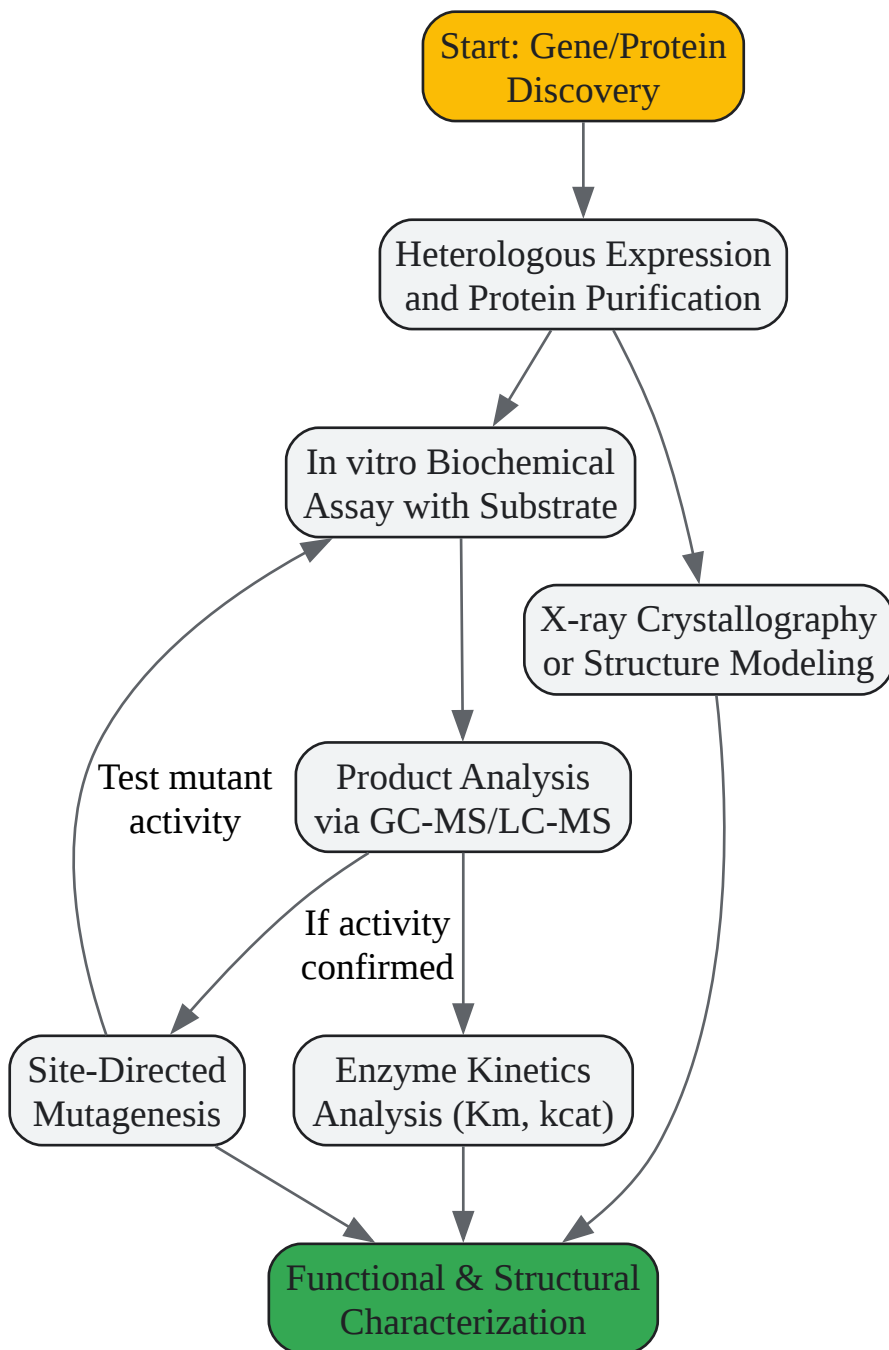 Start: Gene/Protein
Discovery
Heterologous Expression
and Protein Purification
In vitro Biochemical
Assay with Substrate
X-ray Crystallography
or Structure Modeling
Test mutant
activity
Product Analysis
via GC-MS/LC-MS
If activity
confirmed
Site-Directed
Mutagenesis
Enzyme Kinetics
Analysis (Km, kcat)
Functional & Structural
Characterization